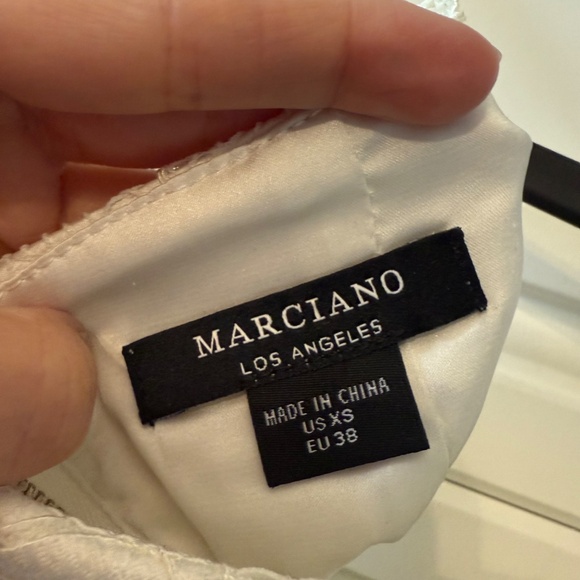 MARCIANO
LOS ANGELES
MADE IN CHINA
US XS
EU 38